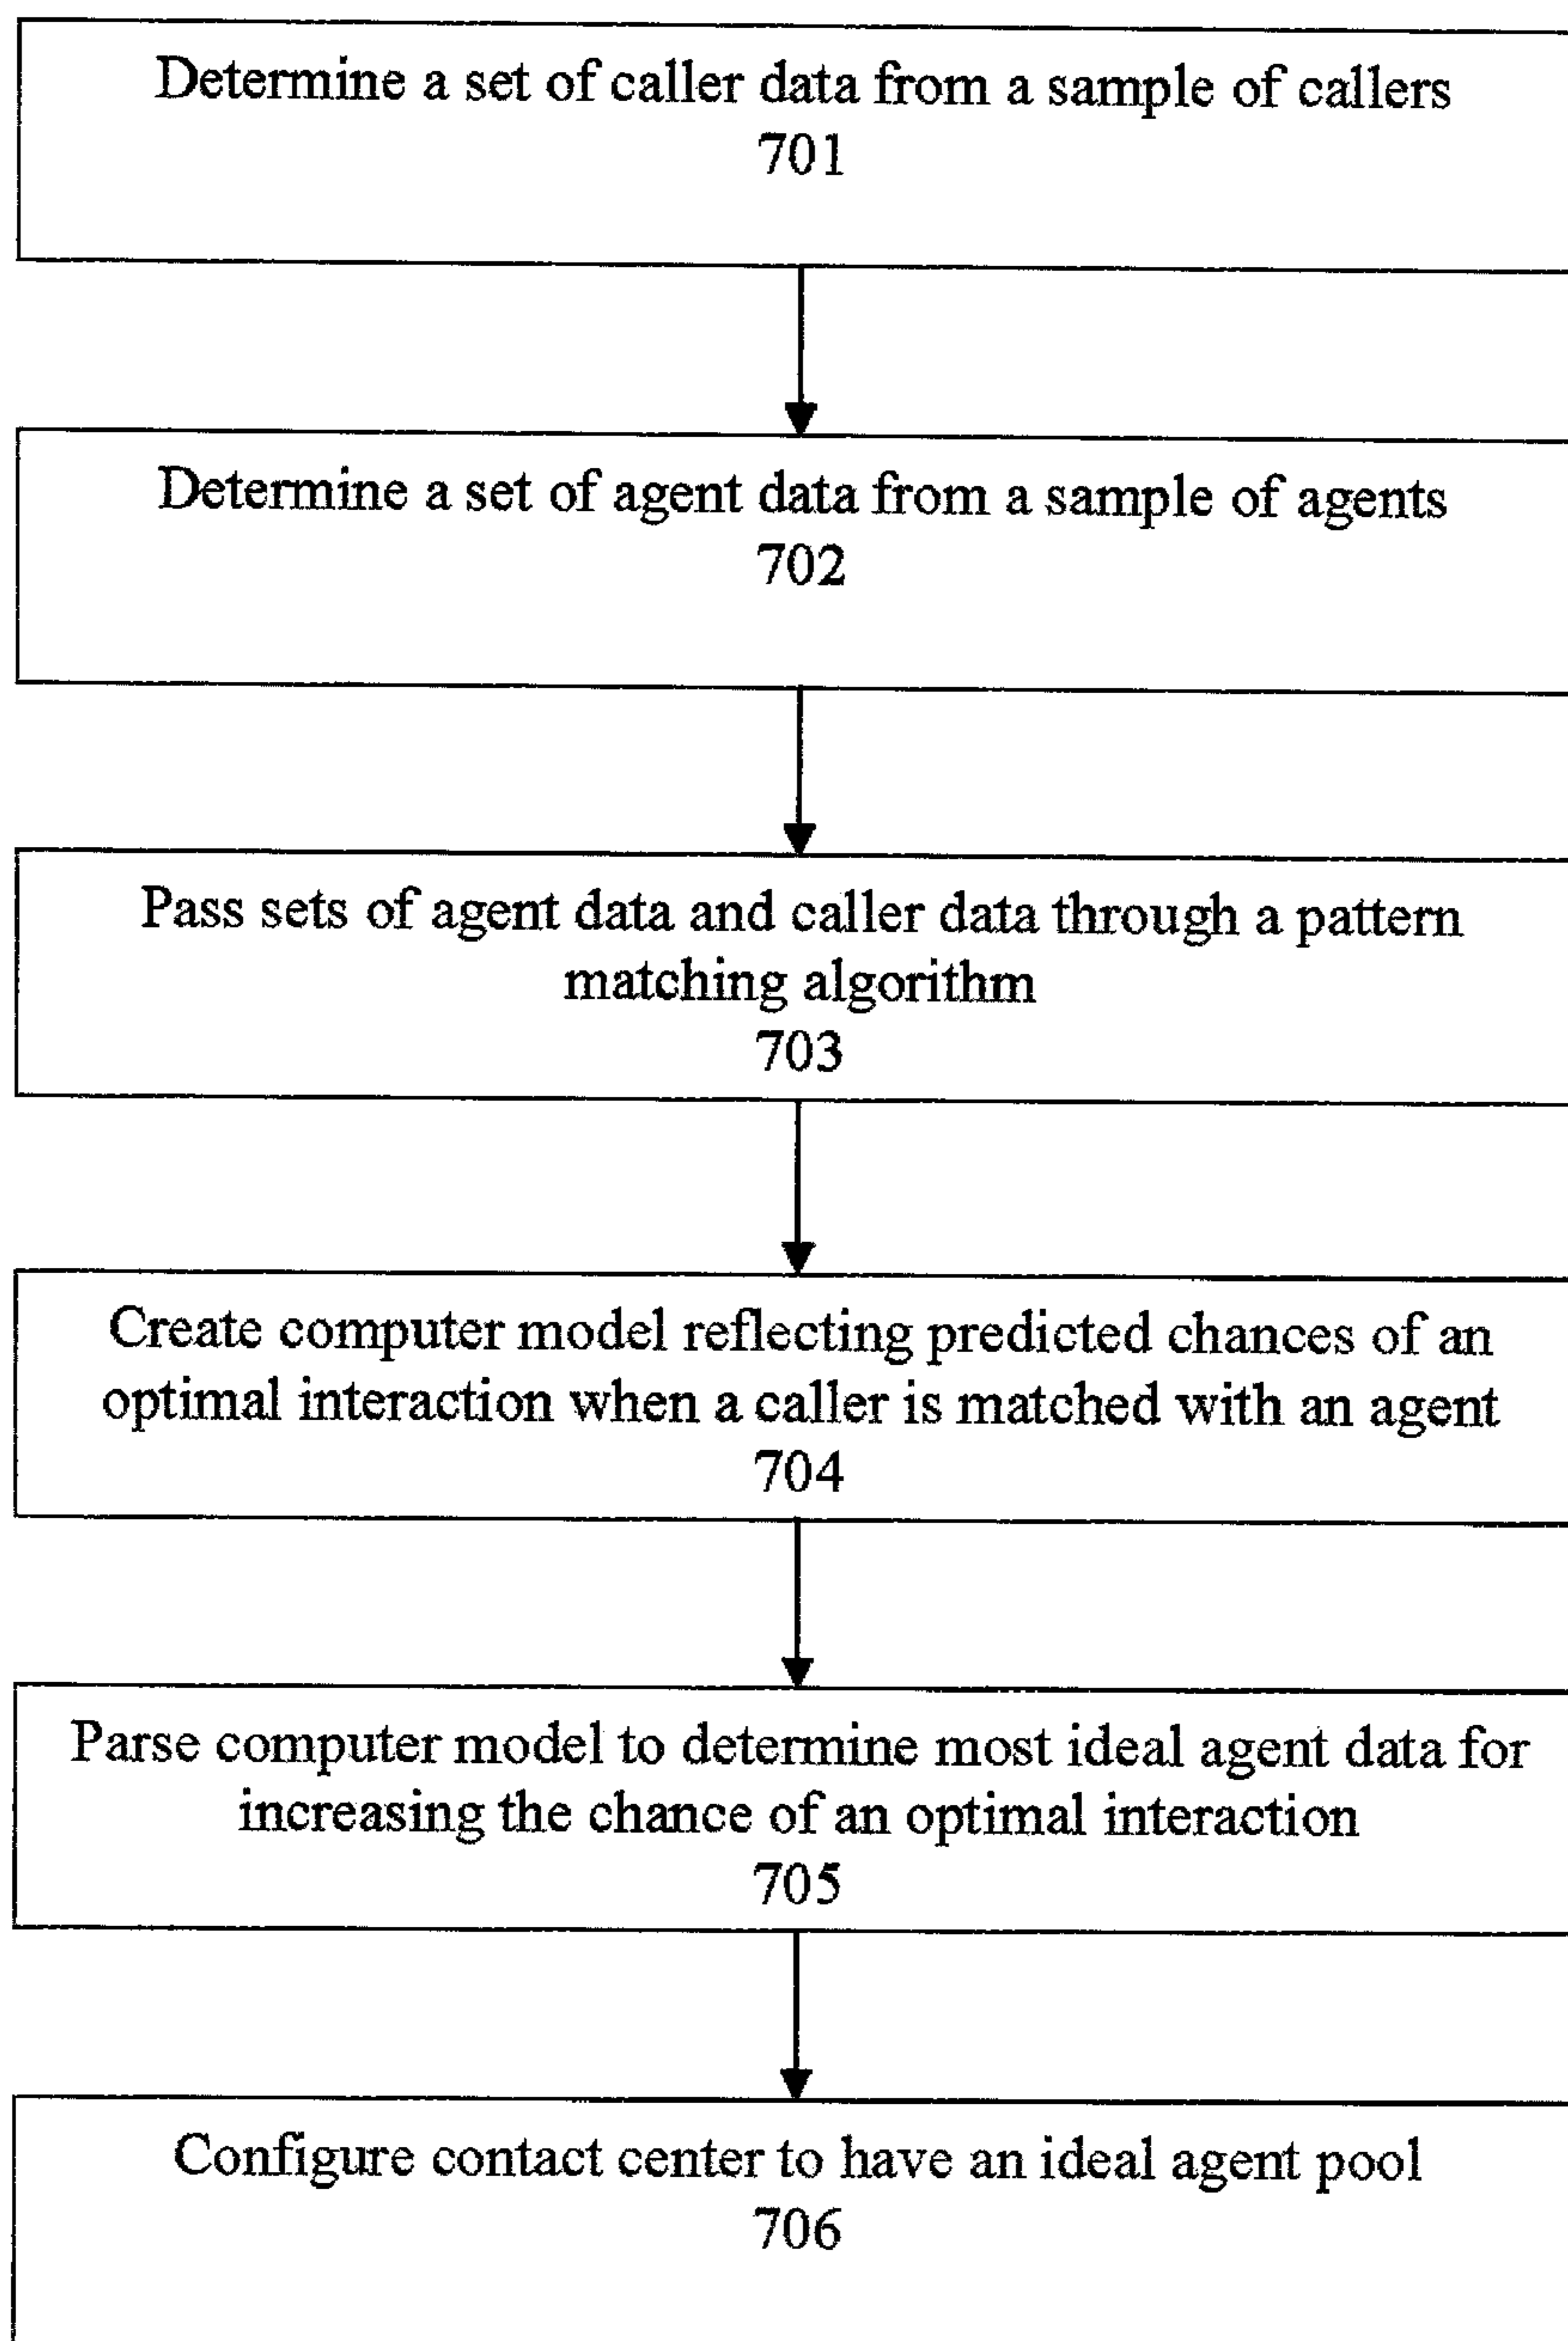 Determine a set of caller data from a sample of callers
701
Determine a set of agent data from a sample of agents
702
Pass sets of agent data and caller data through a pattern
matching algorithm
703
Create computer model reflecting predicted chances of an
optimal interaction when a caller is matched with an agent
704
Parse computer model to determine most ideal agent data for
increasing the chance of an optimal interaction
705
Configure contact center to have an ideal agent pool
706